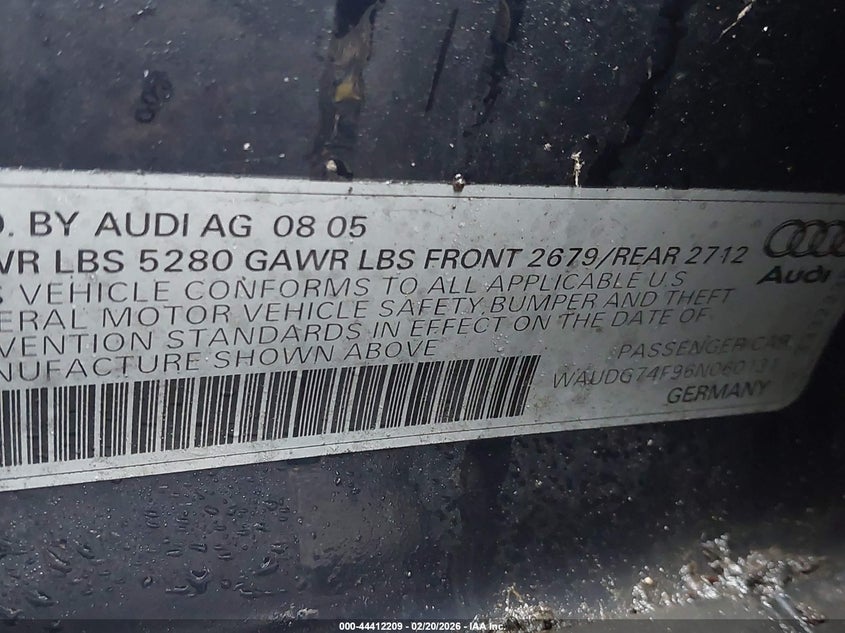 D. BY AUDI AG 08 05
WR LBS 5280 GAWR LBS FRONT 2679/REAR 2712
S VEHICLE CONFORMS TO ALL APPLICABLE U.S
ERAL MOTOR VEHICLE SAFETY, BUMPER AND THEFT
VENTION STANDARDS IN EFFECT ON THE DATE OF
NUFACTURE SHOWN ABOVE
Audi
PASSENGER CAR
WAUDG74F96N060131
GERMANY
000-44412209 - 02/20/2026 - IAA Inc.